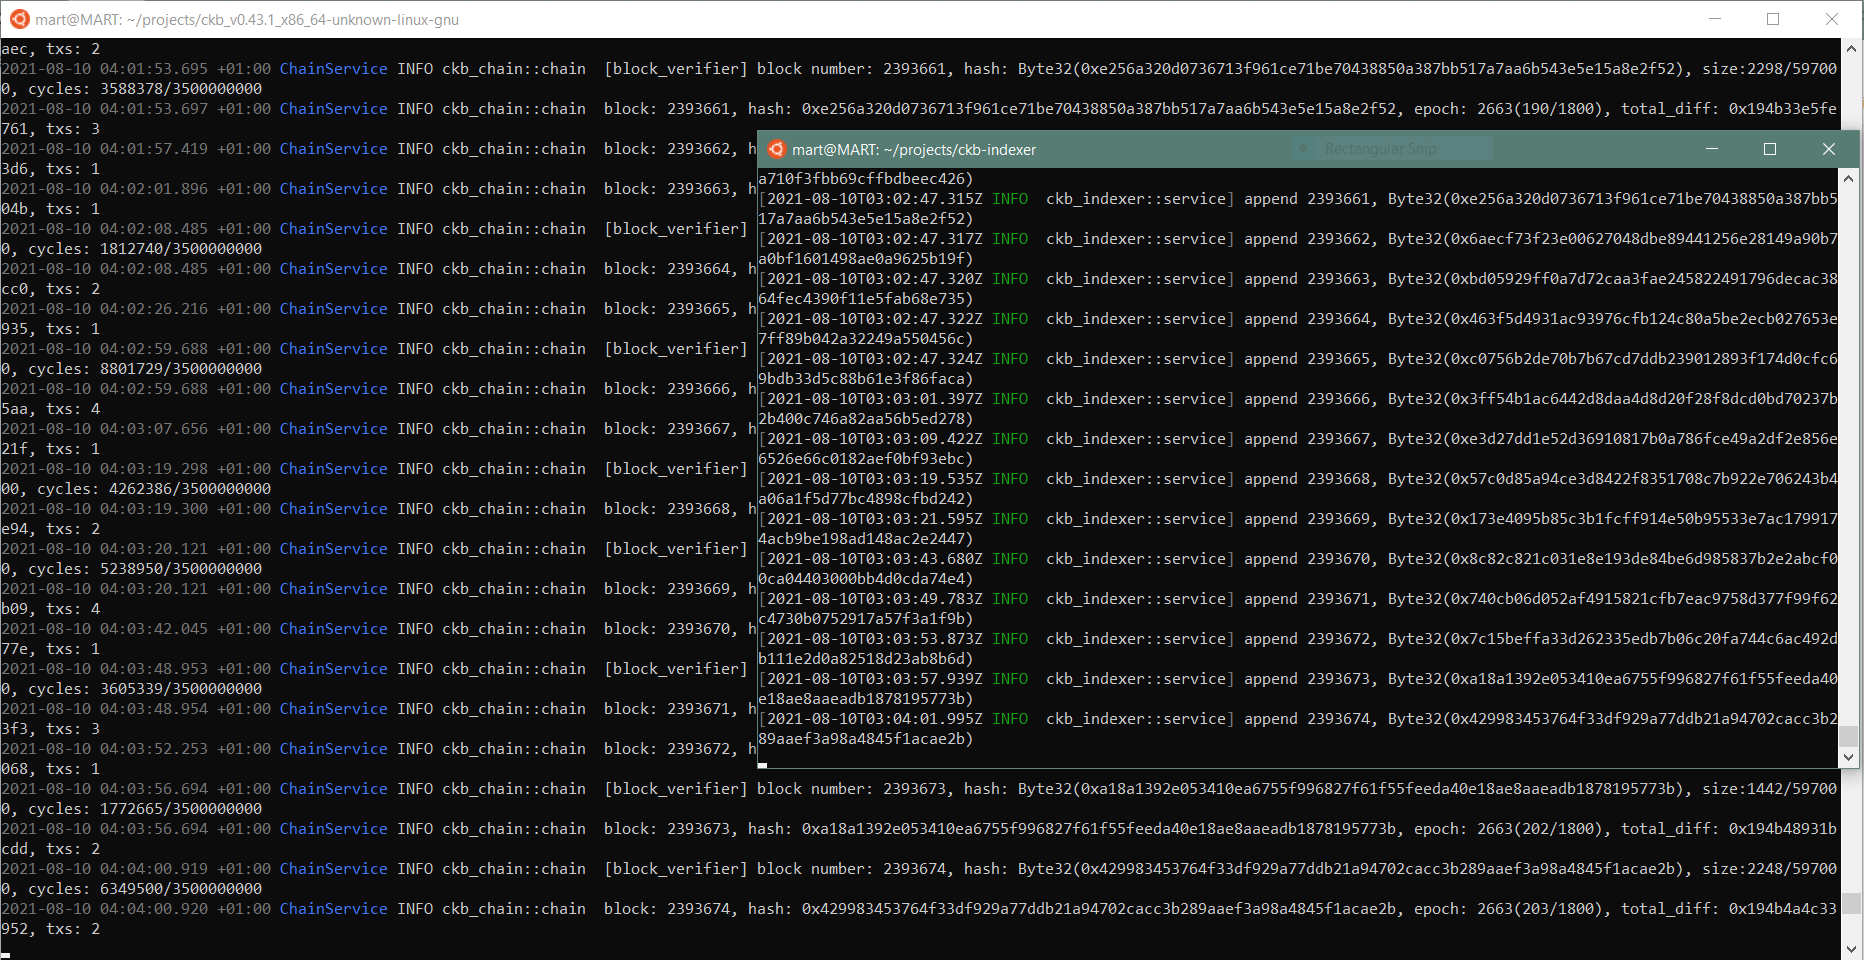 mart@MART: ~/projects/ckb_v0.43.1_x86_64-unknown-linux-gnu
aec, txs: 2
2021-08-10 04:01:53.695 +01:00 ChainService INFO ckb_chain::chain  [block_verifier] block number: 2393661, hash: Byte32(0xe256a320d0736713f961ce71be70438850a387bb517a7aa6b543e5e15a8e2f52), size:2298/59700
0, cycles: 3588378/3500000000
2021-08-10 04:01:53.697 +01:00 ChainService INFO ckb_chain::chain  block: 2393661, hash: 0xe256a320d0736713f961ce71be70438850a387bb517a7aa6b543e5e15a8e2f52, epoch: 2663(190/1800), total_diff: 0x194b33e5fe
761, txs: 3
2021-08-10 04:01:57.419 +01:00 ChainService INFO ckb_chain::chain  block: 2393662, h
3d6, txs: 1
2021-08-10 04:02:01.896 +01:00 ChainService INFO ckb_chain::chain  block: 2393663, h
04b, txs: 1
2021-08-10 04:02:08.485 +01:00 ChainService INFO ckb_chain::chain  [block_verifier]
0, cycles: 1812740/3500000000
2021-08-10 04:02:08.485 +01:00 ChainService INFO ckb_chain::chain  block: 2393664, h
cc0, txs: 2
2021-08-10 04:02:26.216 +01:00 ChainService INFO ckb_chain::chain  block: 2393665, h
935, txs: 1
2021-08-10 04:02:59.688 +01:00 ChainService INFO ckb_chain::chain  [block_verifier]
0, cycles: 8801729/3500000000
2021-08-10 04:02:59.688 +01:00 ChainService INFO ckb_chain::chain  block: 2393666, h
5aa, txs: 4
2021-08-10 04:03:07.656 +01:00 ChainService INFO ckb_chain::chain  block: 2393667, h
21f, txs: 1
2021-08-10 04:03:19.298 +01:00 ChainService INFO ckb_chain::chain  [block_verifier]
00, cycles: 4262386/3500000000
2021-08-10 04:03:19.300 +01:00 ChainService INFO ckb_chain::chain  block: 2393668, h
e94, txs: 2
2021-08-10 04:03:20.121 +01:00 ChainService INFO ckb_chain::chain  [block_verifier]
0, cycles: 5238950/3500000000
2021-08-10 04:03:20.121 +01:00 ChainService INFO ckb_chain::chain  block: 2393669, h
b09, txs: 4
2021-08-10 04:03:42.045 +01:00 ChainService INFO ckb_chain::chain  block: 2393670, h
77e, txs: 1
2021-08-10 04:03:48.953 +01:00 ChainService INFO ckb_chain::chain  [block_verifier]
0, cycles: 3605339/3500000000
2021-08-10 04:03:48.954 +01:00 ChainService INFO ckb_chain::chain  block: 2393671, h
3f3, txs: 3
2021-08-10 04:03:52.253 +01:00 ChainService INFO ckb_chain::chain  block: 2393672, h
068, txs: 1
2021-08-10 04:03:56.694 +01:00 ChainService INFO ckb_chain::chain  [block_verifier] block number: 2393673, hash: Byte32(0xa18a1392e053410ea6755f996827f61f55feeda40e18ae8aaeadb1878195773b), size:1442/59700
0, cycles: 1772665/3500000000
2021-08-10 04:03:56.694 +01:00 ChainService INFO ckb_chain::chain  block: 2393673, hash: 0xa18a1392e053410ea6755f996827f61f55feeda40e18ae8aaeadb1878195773b, epoch: 2663(202/1800), total_diff: 0x194b48931b
cdd, txs: 2
2021-08-10 04:04:00.919 +01:00 ChainService INFO ckb_chain::chain  [block_verifier] block number: 2393674, hash: Byte32(0x429983453764f33df929a77ddb21a94702cacc3b289aaef3a98a4845f1acae2b), size:2248/59700
0, cycles: 6349500/3500000000
2021-08-10 04:04:00.920 +01:00 ChainService INFO ckb_chain::chain  block: 2393674, hash: 0x429983453764f33df929a77ddb21a94702cacc3b289aaef3a98a4845f1acae2b, epoch: 2663(203/1800), total_diff: 0x194b4a4c33
952, txs: 2
mart@MART: ~/projects/ckb-indexer
Rectangular Snip
a710f3fbb69cffbdbeec426)
[2021-08-10T03:02:47.315Z INFO  ckb_indexer::service] append 2393661, Byte32(0xe256a320d0736713f961ce71be70438850a387bb5
17a7aa6b543e5e15a8e2f52)
[2021-08-10T03:02:47.317Z INFO  ckb_indexer::service] append 2393662, Byte32(0x6aecf73f23e00627048dbe89441256e28149a90b7
a0bf1601498ae0a9625b19f)
[2021-08-10T03:02:47.320Z INFO  ckb_indexer::service] append 2393663, Byte32(0xbd05929ff0a7d72caa3fae245822491796decac38
64fec4390f11e5fab68e735)
[2021-08-10T03:02:47.322Z INFO  ckb_indexer::service] append 2393664, Byte32(0x463f5d4931ac93976cfb124c80a5be2ecb027653e
7ff89b042a32249a550456c)
[2021-08-10T03:02:47.324Z INFO  ckb_indexer::service] append 2393665, Byte32(0xc0756b2de70b7b67cd7ddb239012893f174d0cfc6
9bdb33d5c88b61e3f86faca)
[2021-08-10T03:03:01.397Z INFO  ckb_indexer::service] append 2393666, Byte32(0x3ff54b1ac6442d8daa4d8d20f28f8dcd0bd70237b
2b400c746a82aa56b5ed278)
[2021-08-10T03:03:09.422Z INFO  ckb_indexer::service] append 2393667, Byte32(0xe3d27dd1e52d36910817b0a786fce49a2df2e856e
6526e66c0182aef0bf93ebc)
[2021-08-10T03:03:19.535Z INFO  ckb_indexer::service] append 2393668, Byte32(0x57c0d85a94ce3d8422f8351708c7b922e706243b4
a06a1f5d77bc4898cfbd242)
[2021-08-10T03:03:21.595Z INFO  ckb_indexer::service] append 2393669, Byte32(0x173e4095b85c3b1fcff914e50b95533e7ac179917
4acb9be198ad148ac2e2447)
[2021-08-10T03:03:43.680Z INFO  ckb_indexer::service] append 2393670, Byte32(0x8c82c821c031e8e193de84be6d985837b2e2abcf0
0ca04403000bb4d0cda74e4)
[2021-08-10T03:03:49.783Z INFO  ckb_indexer::service] append 2393671, Byte32(0x740cb06d052af4915821cfb7eac9758d377f99f62
c4730b0752917a57f3a1f9b)
[2021-08-10T03:03:53.873Z INFO  ckb_indexer::service] append 2393672, Byte32(0x7c15beffa33d262335edb7b06c20fa744c6ac492d
b111e2d0a82518d23ab8b6d)
[2021-08-10T03:03:57.939Z INFO  ckb_indexer::service] append 2393673, Byte32(0xa18a1392e053410ea6755f996827f61f55feeda40
e18ae8aaeadb1878195773b)
[2021-08-10T03:04:01.995Z INFO  ckb_indexer::service] append 2393674, Byte32(0x429983453764f33df929a77ddb21a94702cacc3b2
89aaef3a98a4845f1acae2b)